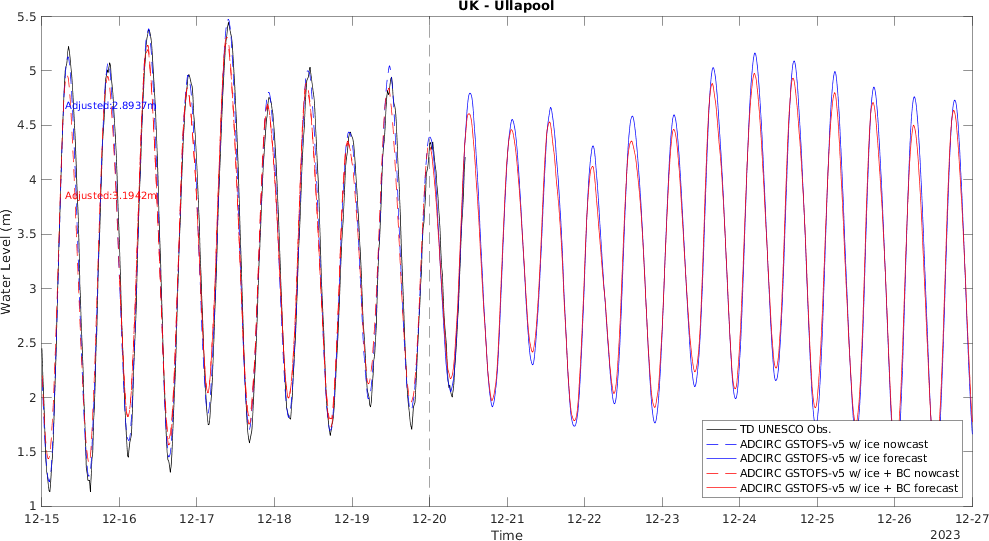 UK - Ullapool
5.5
5
4.5
4
3.5
3
2.5
2
1.5
1
Water Level (m)
Adjusted:2.8937m
Adjusted:3.1942m
TD UNESCO Obs.
ADCIRC GSTOFS-v5 w/ ice nowcast
ADCIRC GSTOFS-v5 w/ ice forecast
ADCIRC GSTOFS-v5 w/ ice + BC nowcast
ADCIRC GSTOFS-v5 w/ ice + BC forecast
12-15 12-16 12-17 12-18 12-19 12-20 12-21 12-22 12-23 12-24 12-25 12-26 12-27
Time
2023